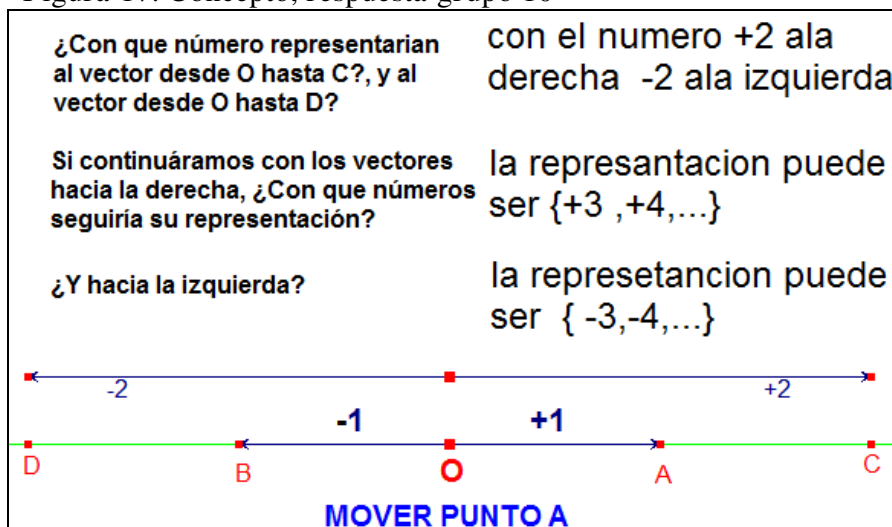 Figura 17. Concepto, respuesta grupo 10
¿Con que número representarian
al vector desde O hasta C?, y al
vector desde O hasta D?
con el numero +2 ala
derecha -2 ala izquierda
Si continuáramos con los vectores
hacia la derecha, ¿Con que números
seguiría su representación?
la represantacion puede
ser {+3 ,+4,...}
¿Y hacia la izquierda?
la represetancion puede
ser { -3,-4,...}
-2
+2
-1
+1
D
B
O
A
C
MOVER PUNTO A